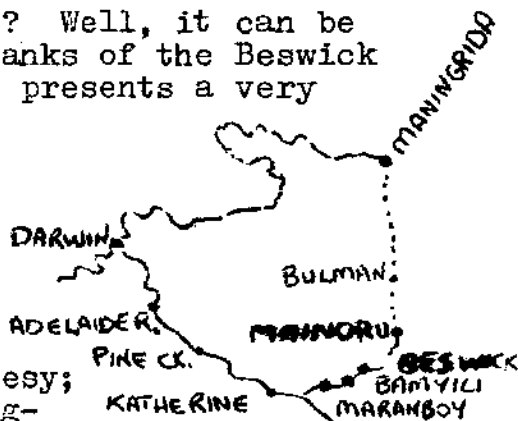 ? Well, it can be
anks of the Beswick
presents a very
MANINGRIDA
DARWIN
BULMAN
ADELAIDE R.
MAINORU
PINE CK.
BESWICK
esy;
BAMYILI
g-
KATHERINE
MARANBOY